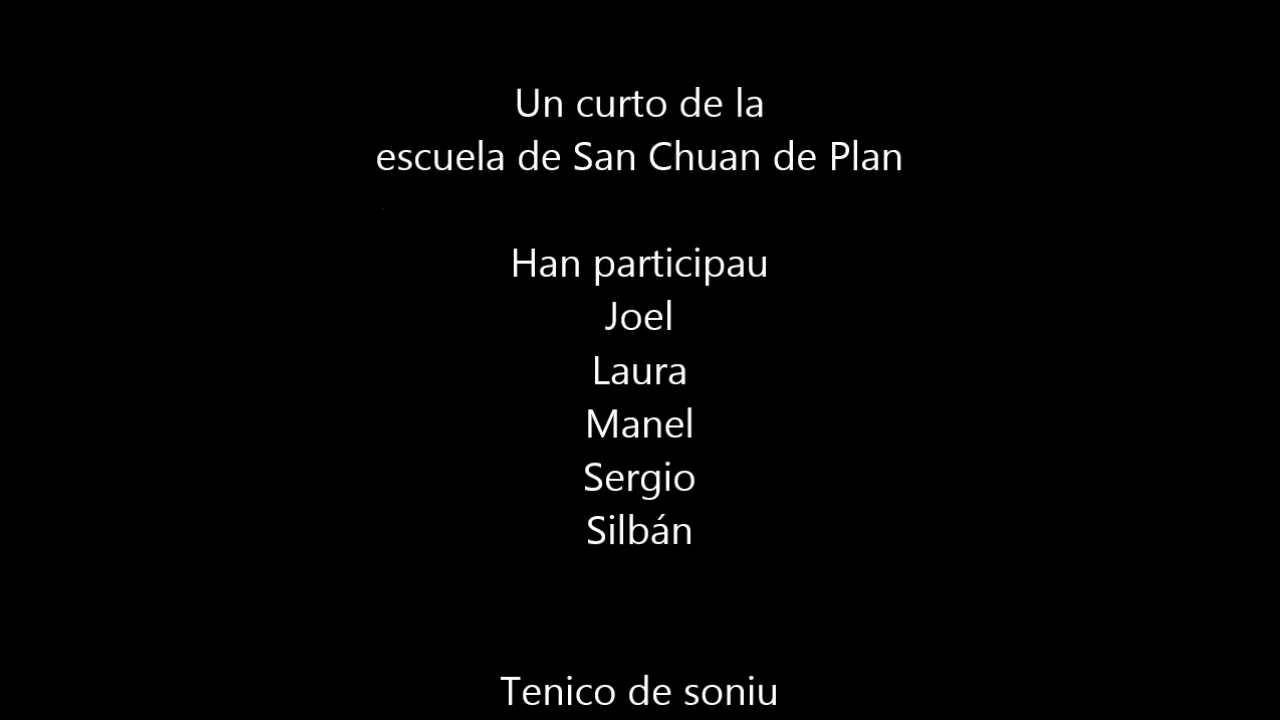 Un curto de la
escuela de San Chuan de Plan
Han participau
Joel
Laura
Manel
Sergio
Silbán
Tenico de soniu